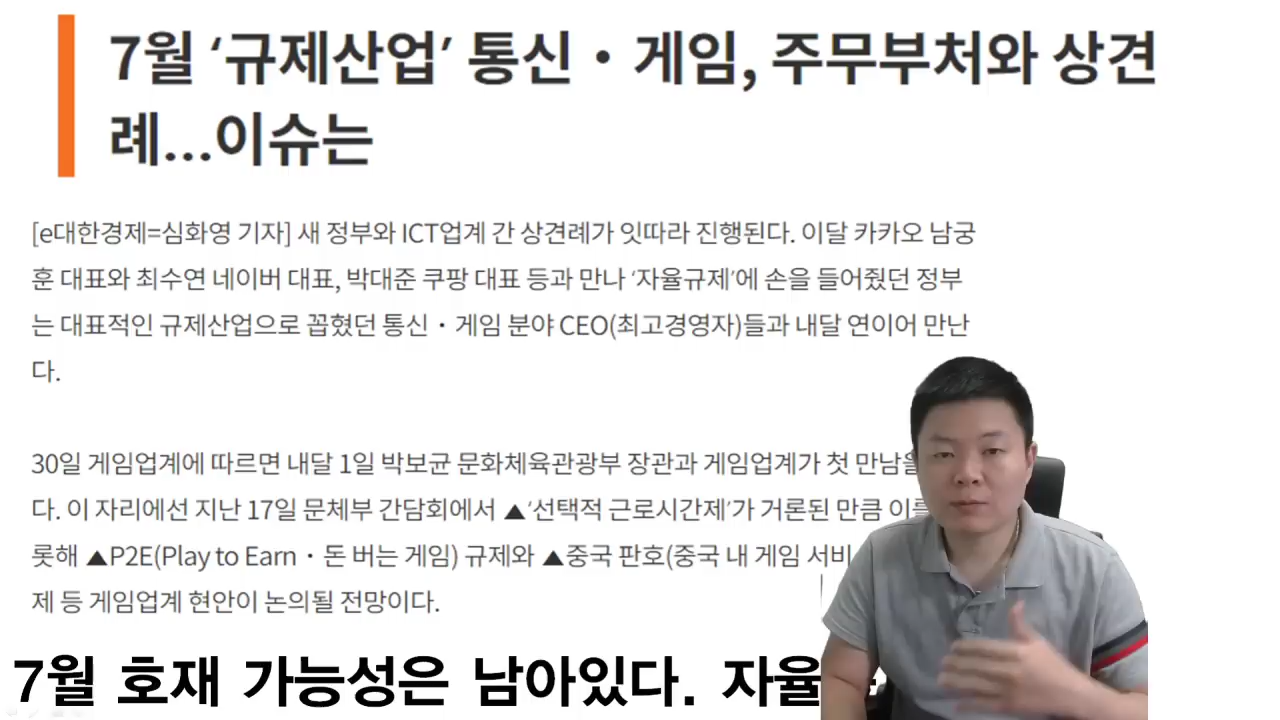 7월 ‘규제산업’ 통신・게임, 주무부처와 상견
례…이슈는
[e대한경제=심화영 기자] 새 정부와 ICT업계 간 상견례가 잇따라 진행된다. 이달 카카오 남궁
훈 대표와 최수연 네이버 대표, 박대준 쿠팡 대표 등과 만나 ‘자율규제’에 손을 들어줬던 정부
는 대표적인 규제산업으로 꼽혔던 통신・게임 분야 CEO(최고경영자)들과 내달 연이어 만난
다.
30일 게임업계에 따르면 내달 1일 박보균 문화체육관광부 장관과 게임업계가 첫 만남을
다. 이 자리에선 지난 17일 문체부 간담회에서 ▲‘선택적 근로시간제’가 거론된 만큼 이를
롯해 ▲P2E(Play to Earn・돈 버는 게임) 규제와 ▲중국 판호(중국 내 게임 서비
제 등 게임업계 현안이 논의될 전망이다.
7월 호재 가능성은 남아있다. 자율